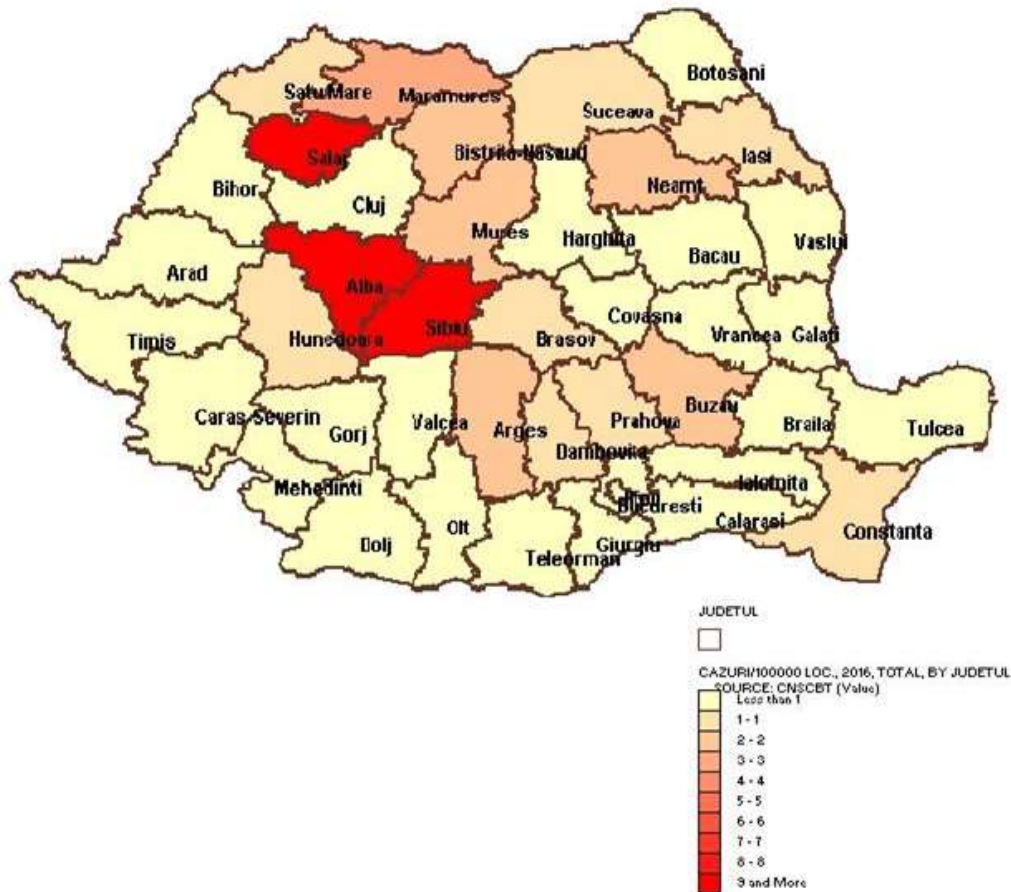 Botosani
Satu Mare
Maramures
Suceava
Iasi
Bistrita-Nasaud
Salaj
Neamt
Bihor
Cluj
Mures
Harghita
Bacau
Vaslui
Arad
Alba
Sibiu
Covasna
Timis
Hunedoara
Brasov
Vrancea
Galati
Caras-Severin
Gorj
Valcea
Arges
Prahova
Buzau
Braila
Tulcea
Dambovita
Mehedinti
Ialomita
Bucuresti
Calarasi
Constanta
Dolj
Olt
Teleorman
Giurgiu
JUDETUL
CAZURI/100000 LOC., 2016, TOTAL, BY JUDETUL
SOURCE: CNSCBT (Value)
Less than 1
1 - 1
2 - 2
3 - 3
4 - 4
5 - 5
6 - 6
7 - 7
8 - 8
9 and More